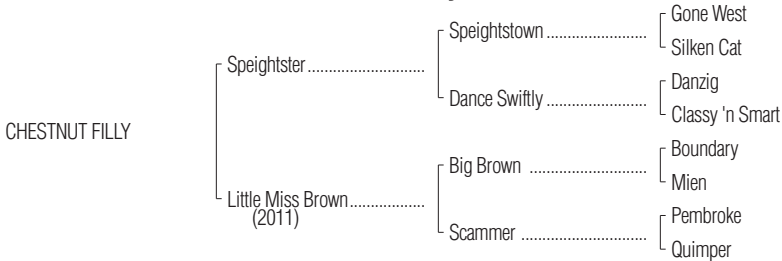 Gone West
Speightstown ........................
Silken Cat
Speightster ............................
Danzig
Dance Swiftly ........................
Classy 'n Smart
CHESTNUT FILLY
Boundary
Big Brown ............................
Mien
Little Miss Brown..................
(2011)
Pembroke
Scammer ..............................
Quimper